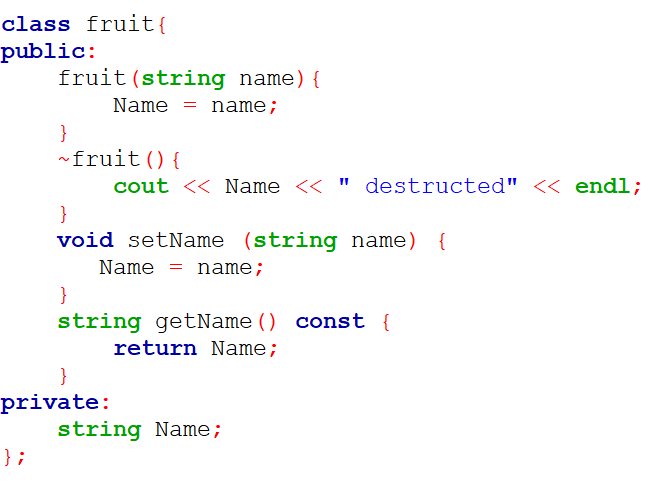 class fruit{
public:
    fruit(string name){
        Name = name;
    }
    ~fruit(){
        cout << Name << " destructed" << endl;
    }
    void setName (string name) {
       Name = name;
    }
    string getName() const {
        return Name;
    }
private:
    string Name;
};